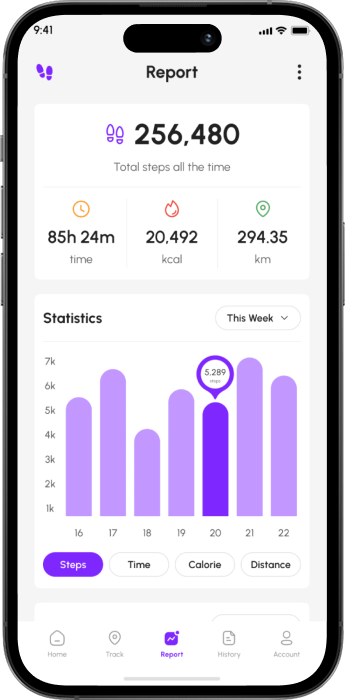 9:41
Report
256,480
Total steps all the time
85h 24m 20,492 294.35
time kcal km
Statistics This Week
7k
6k
5k
4k
3k
2k
1k
5,289
steps
16 17 18 19 20 21 22
Steps Time Calorie Distance
Home Track Report History Account